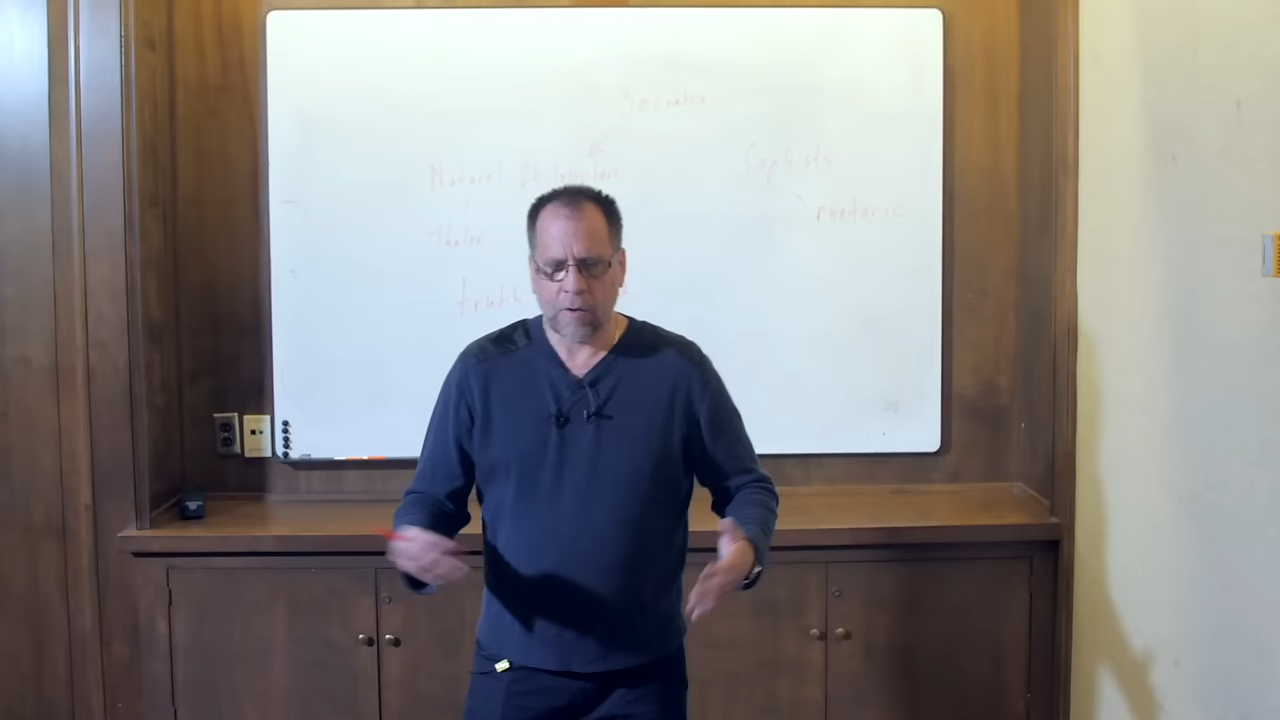 Socrates
Natural Philosophers
Sophists
rhetoric
Thales
truth